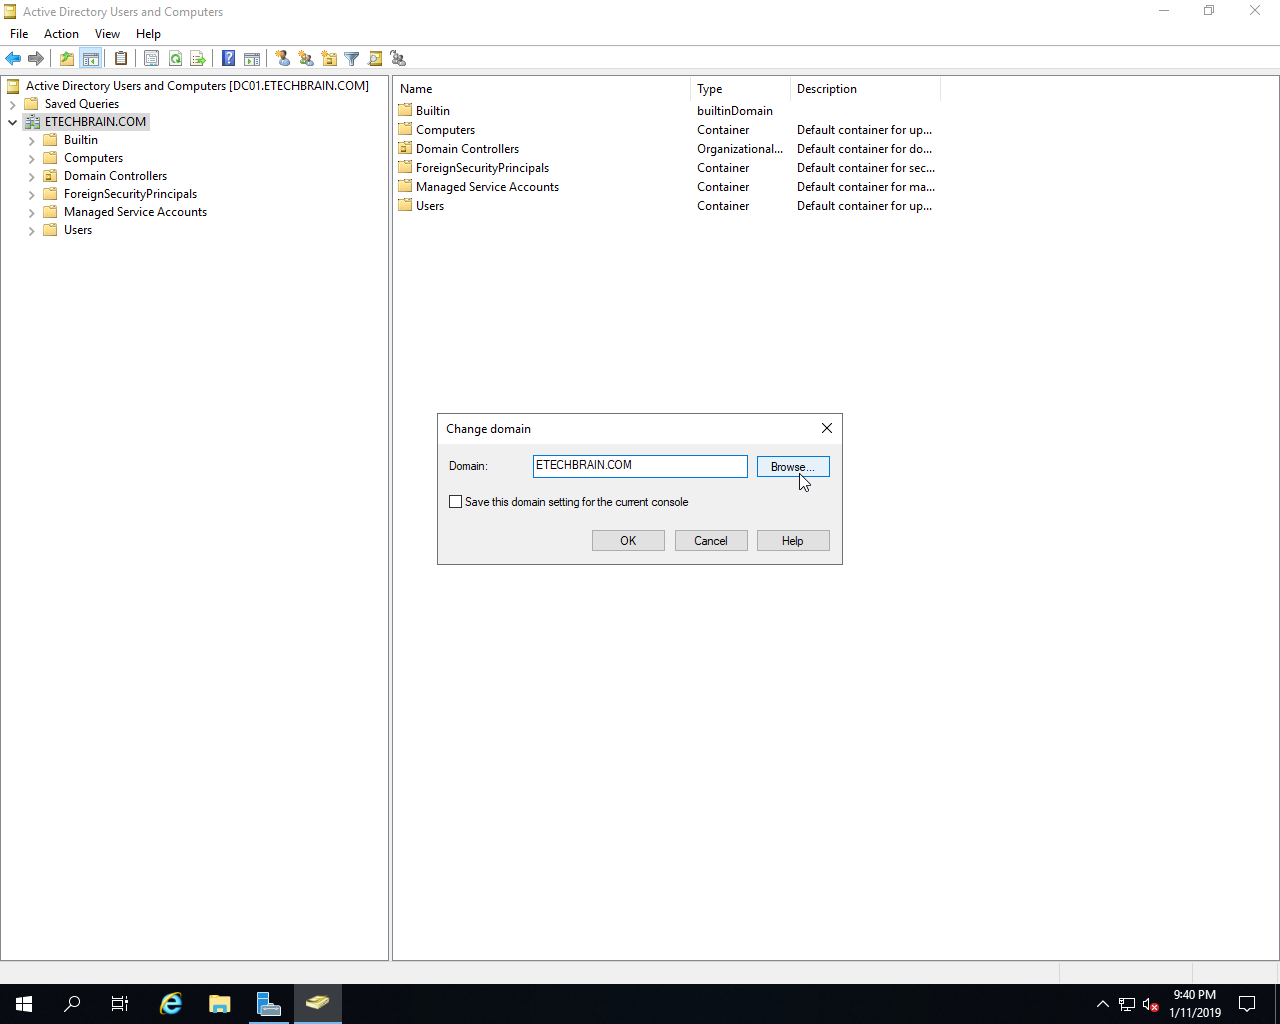 Active Directory Users and Computers
File Action View Help
Active Directory Users and Computers [DC01.ETECHBRAIN.COM]
Saved Queries
ETECHBRAIN.COM
Builtin
Computers
Domain Controllers
ForeignSecurityPrincipals
Managed Service Accounts
Users
Name Type Description
Builtin builtinDomain
Computers Container Default container for up...
Domain Controllers Organizational... Default container for do...
ForeignSecurityPrincipals Container Default container for sec...
Managed Service Accounts Container Default container for ma...
Users Container Default container for up...
Change domain
Domain: ETECHBRAIN.COM Browse...
Save this domain setting for the current console
OK Cancel Help
9:40 PM
1/11/2019